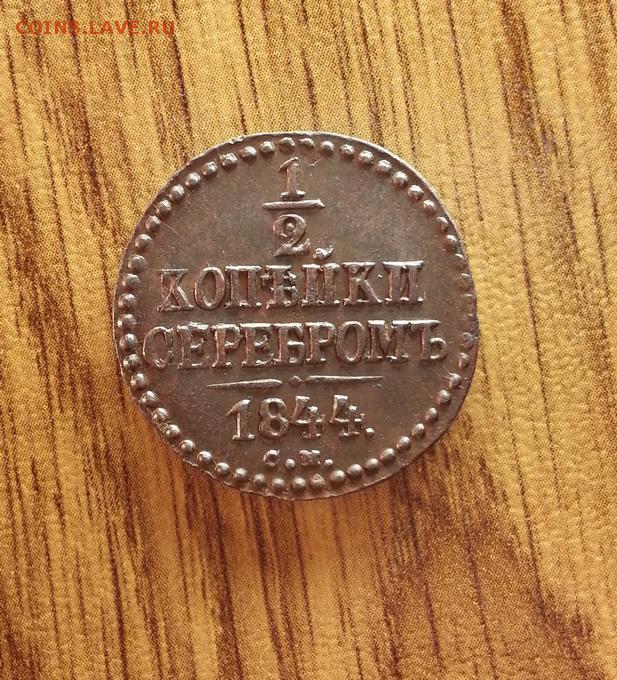 COINS.LAVE.RU
1
2.
КОПѢЙКИ
СЕРЕБРОМЪ
1844.
С.М.